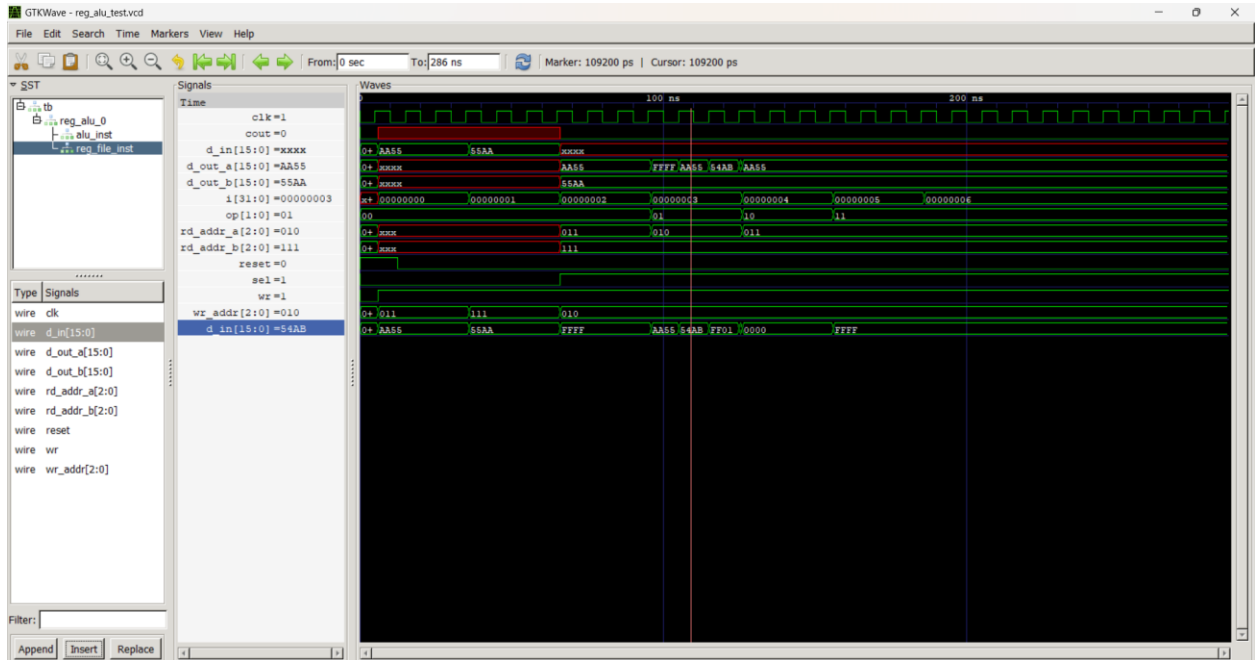 GTKWave - reg_alu_test.vcd
File Edit Search Time Markers View Help
From: 0 sec To: 286 ns Marker: 109200 ps | Cursor: 109200 ps
SST
tb
reg_alu_0
alu_inst
reg_file_inst
Type Signals
wire clk
wire d_in[15:0]
wire d_out_a[15:0]
wire d_out_b[15:0]
wire rd_addr_a[2:0]
wire rd_addr_b[2:0]
wire reset
wire wr
wire wr_addr[2:0]
Filter:
Append Insert Replace
Signals
Time
clk=1
cout=0
d_in[15:0]=xxxx
d_out_a[15:0]=AA55
d_out_b[15:0]=55AA
i[31:0]=00000003
op[1:0]=01
rd_addr_a[2:0]=010
rd_addr_b[2:0]=111
reset=0
sel=1
wr=1
wr_addr[2:0]=010
d_in[15:0]=54AB
Waves
100 ns 200 ns
0+ AA55 55AA xxxx
0+ xxxx AA55 FFFF AA55 54AB AA55
0+ xxxx 55AA
x+ 00000000 00000001 00000002 00000003 00000004 00000005 00000006
00 01 10 11
0+ xxx 011 010 011
0+ xxx 111
0+ 011 111 010
0+ AA55 55AA FFFF AA55 54AB FF01 0000 FFFF